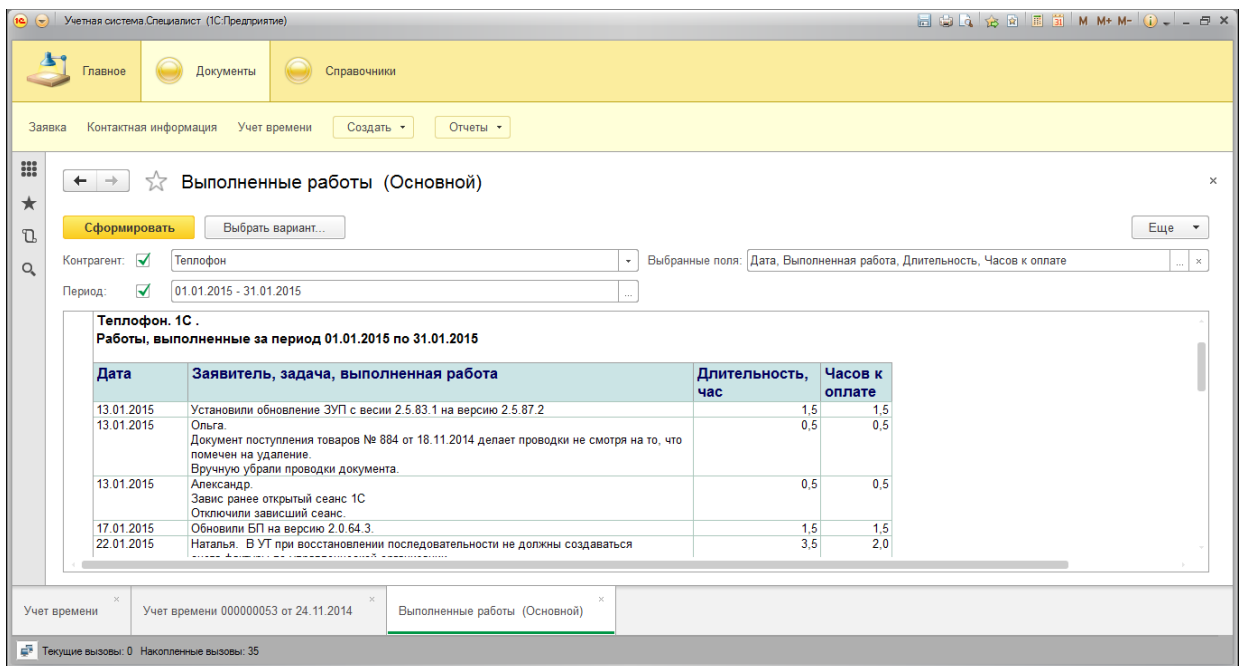 1С Учетная система.Специалист (1С:Предприятие) M M+ M-
Главное Документы Справочники
Заявка Контактная информация Учет времени Создать Отчеты
Выполненные работы (Основной)
Сформировать Выбрать вариант... Еще
Контрагент: Теплофон Выбранные поля: Дата, Выполненная работа, Длительность, Часов к оплате ...
Период: 01.01.2015 - 31.01.2015 ...
Теплофон. 1С .
Работы, выполненные за период 01.01.2015 по 31.01.2015
Дата Заявитель, задача, выполненная работа Длительность, Часов к
час оплате
13.01.2015 Установили обновление ЗУП с весии 2.5.83.1 на версию 2.5.87.2 1,5 1,5
13.01.2015 Ольга. 0,5 0,5
Документ поступления товаров № 884 от 18.11.2014 делает проводки не смотря на то, что
помечен на удаление.
Вручную убрали проводки документа.
13.01.2015 Александр. 0,5 0,5
Завис ранее открытый сеанс 1С
Отключили зависший сеанс.
17.01.2015 Обновили БП на версию 2.0.64.3. 1,5 1,5
22.01.2015 Наталья. В УТ при восстановлении последовательности не должны создаваться 3,5 2,0
Учет времени Учет времени 000000053 от 24.11.2014 Выполненные работы (Основной)
Текущие вызовы: 0 Накопленные вызовы: 35